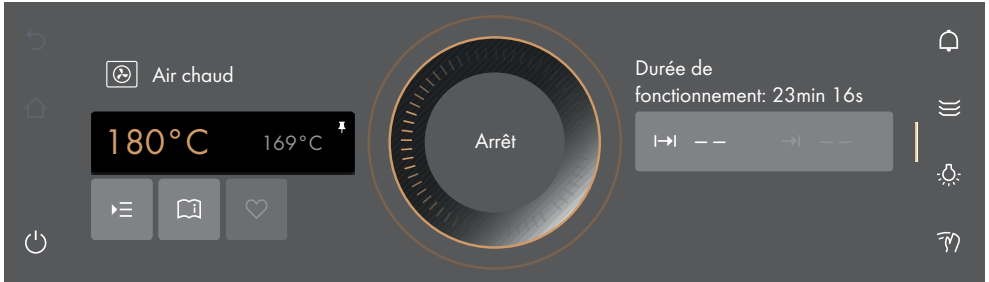 Air chaud
180°C 169°C
Arrêt
Durée de
fonctionnement: 23min 16s
-- --